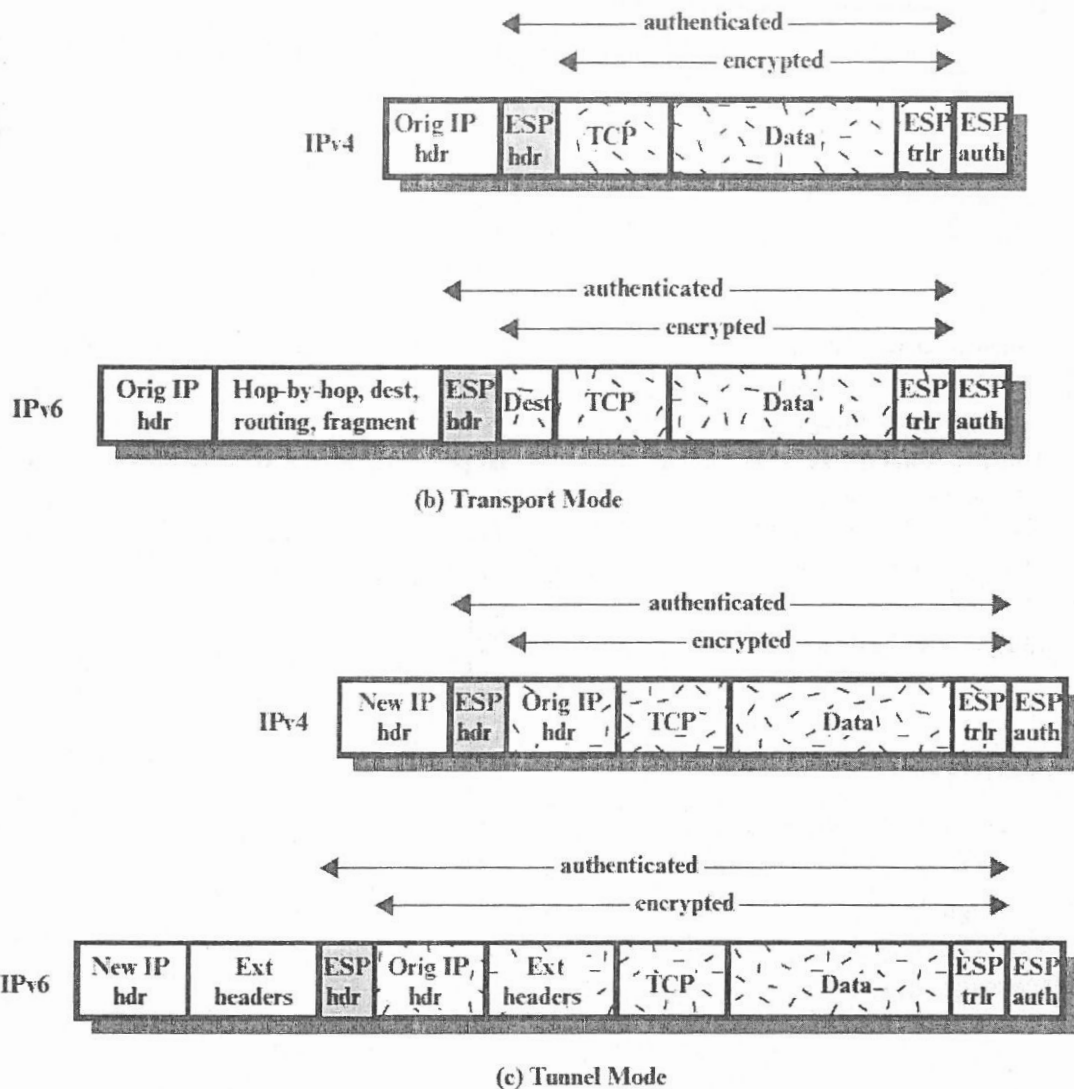 authenticated
encrypted
IPv4
Orig IP hdr
ESP hdr
TCP
Data
ESP trlr
ESP auth
authenticated
encrypted
IPv6
Orig IP hdr
Hop-by-hop, dest, routing, fragment
ESP hdr
Dest
TCP
Data
ESP trlr
ESP auth
(b) Transport Mode
authenticated
encrypted
IPv4
New IP hdr
ESP hdr
Orig IP hdr
TCP
Data
ESP trlr
ESP auth
authenticated
encrypted
IPv6
New IP hdr
Ext headers
ESP hdr
Orig IP hdr
Ext headers
TCP
Data
ESP trlr
ESP auth
(c) Tunnel Mode